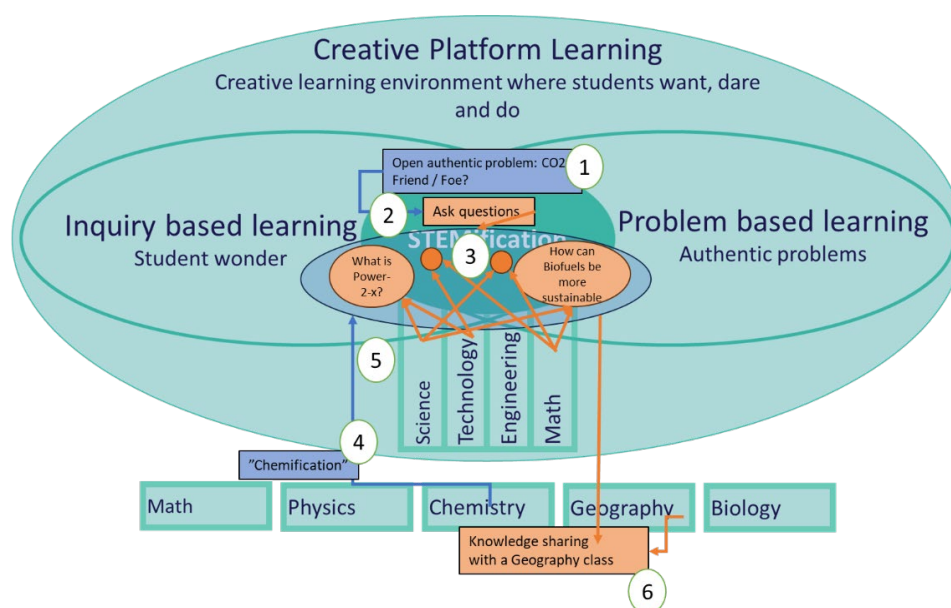 Creative Platform Learning
Creative learning environment where students want, dare
and do
Open authentic problem: CO2
Friend / Foe?
1
2
Ask questions
Inquiry based learning
Student wonder
Problem based learning
Authentic problems
STEMification
3
What is
Power-
2-x?
How can
Biofuels be
more
sustainable
5
Science
Technology
Engineering
Math
4
"Chemification"
Math
Physics
Chemistry
Geography
Biology
Knowledge sharing
with a Geography class
6